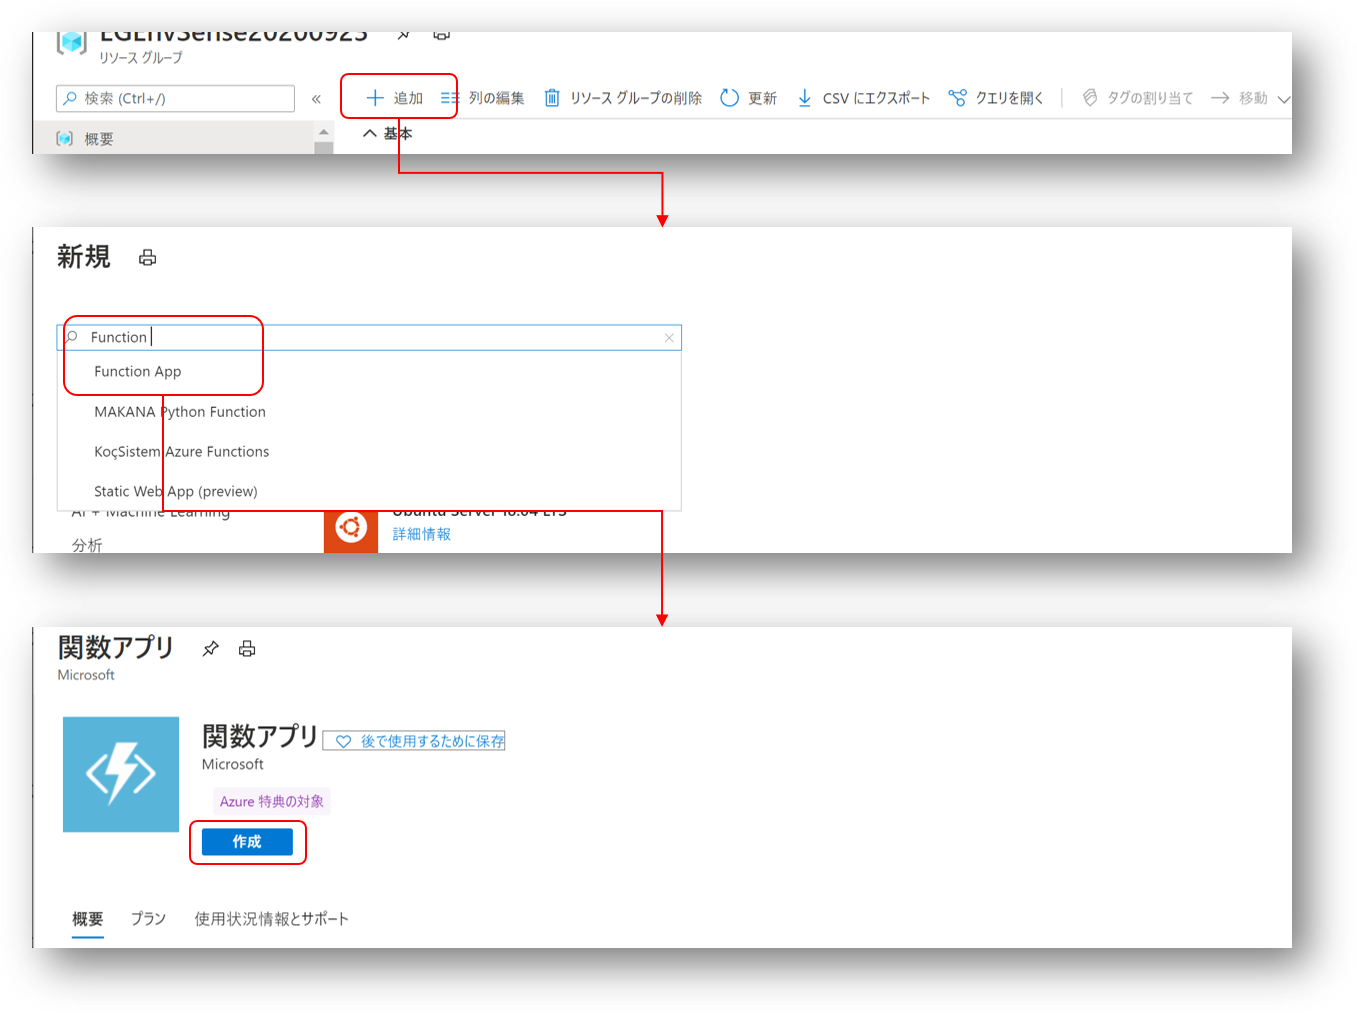 EGEnvSense20200923
リソース グループ
検索 (Ctrl+/)
«
追加
列の編集
リソース グループの削除
更新
CSV にエクスポート
クエリを開く
タグの割り当て
移動
概要
基本
新規
Function
Function App
MAKANA Python Function
KoçSistem Azure Functions
Static Web App (preview)
AI + Machine Learning
Ubuntu Server 18.04 LTS
詳細情報
分析
関数アプリ
Microsoft
関数アプリ
後で使用するために保存
Microsoft
Azure 特典の対象
作成
概要
プラン
使用状況情報とサポート